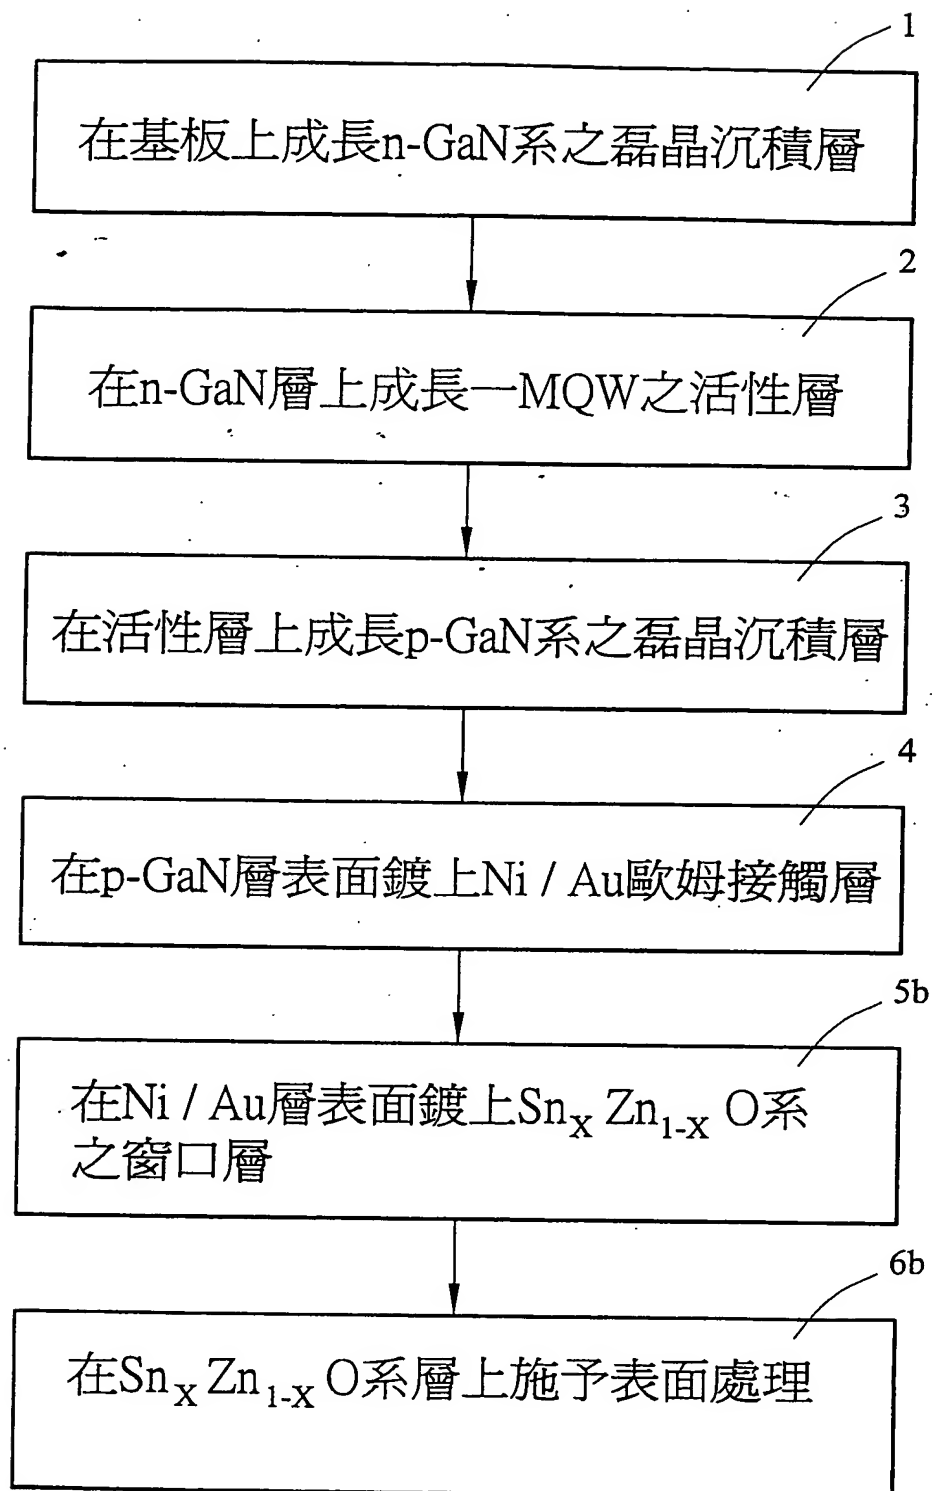 1
在基板上成長n-GaN系之磊晶沉積層
2
在n-GaN層上成長一MQW之活性層
3
在活性層上成長p-GaN系之磊晶沉積層
4
在p-GaN層表面鍍上Ni / Au歐姆接觸層
5b
在Ni / Au層表面鍍上SnX Zn1-X O系
之窗口層
6b
在SnX Zn1-X O系層上施予表面處理